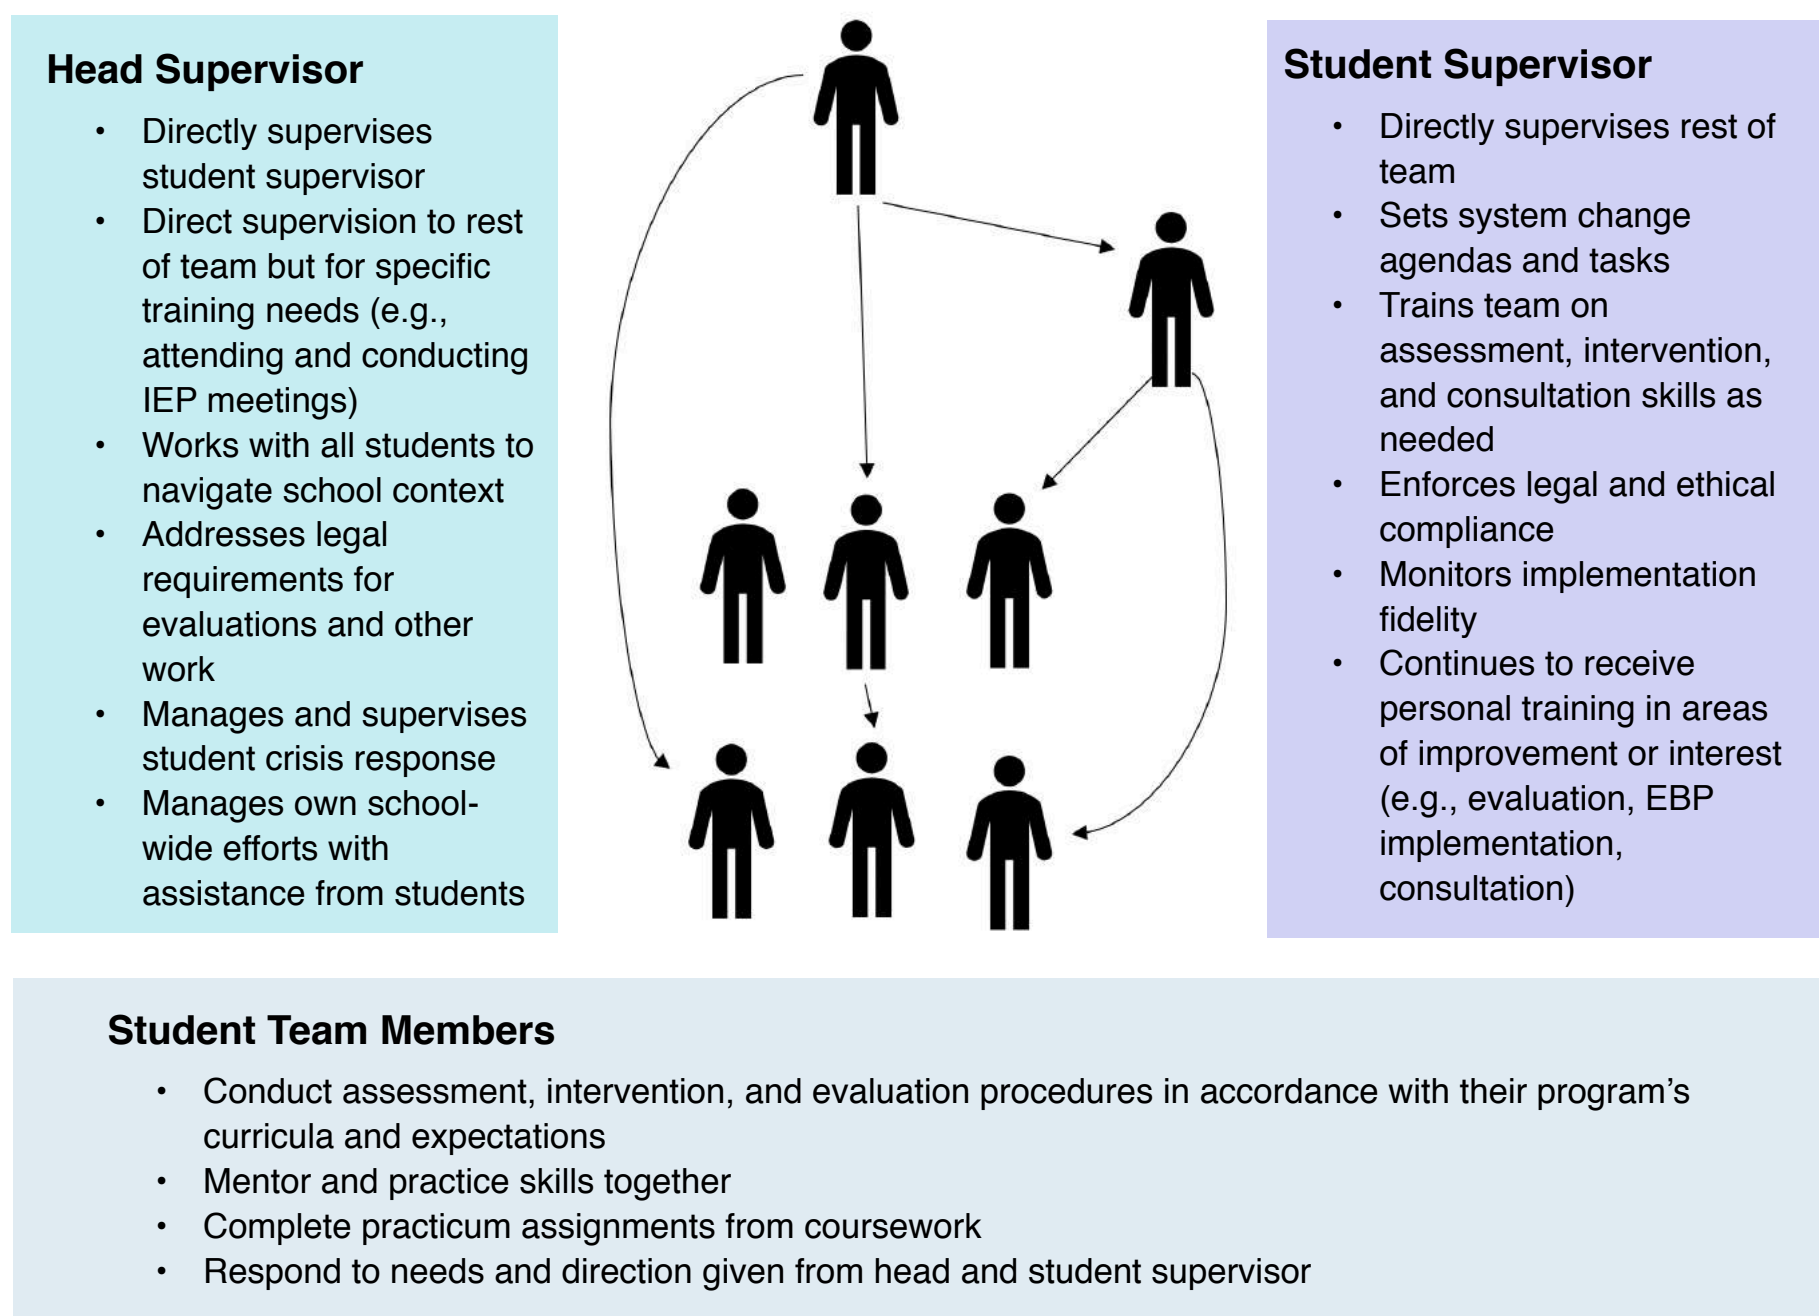 Head Supervisor
• Directly supervises
student supervisor
• Direct supervision to rest
of team but for specific
training needs (e.g.,
attending and conducting
IEP meetings)
• Works with all students to
navigate school context
• Addresses legal
requirements for
evaluations and other
work
• Manages and supervises
student crisis response
• Manages own school-
wide efforts with
assistance from students
Student Supervisor
• Directly supervises rest of
team
• Sets system change
agendas and tasks
• Trains team on
assessment, intervention,
and consultation skills as
needed
• Enforces legal and ethical
compliance
• Monitors implementation
fidelity
• Continues to receive
personal training in areas
of improvement or interest
(e.g., evaluation, EBP
implementation,
consultation)
Student Team Members
• Conduct assessment, intervention, and evaluation procedures in accordance with their program’s
curricula and expectations
• Mentor and practice skills together
• Complete practicum assignments from coursework
• Respond to needs and direction given from head and student supervisor